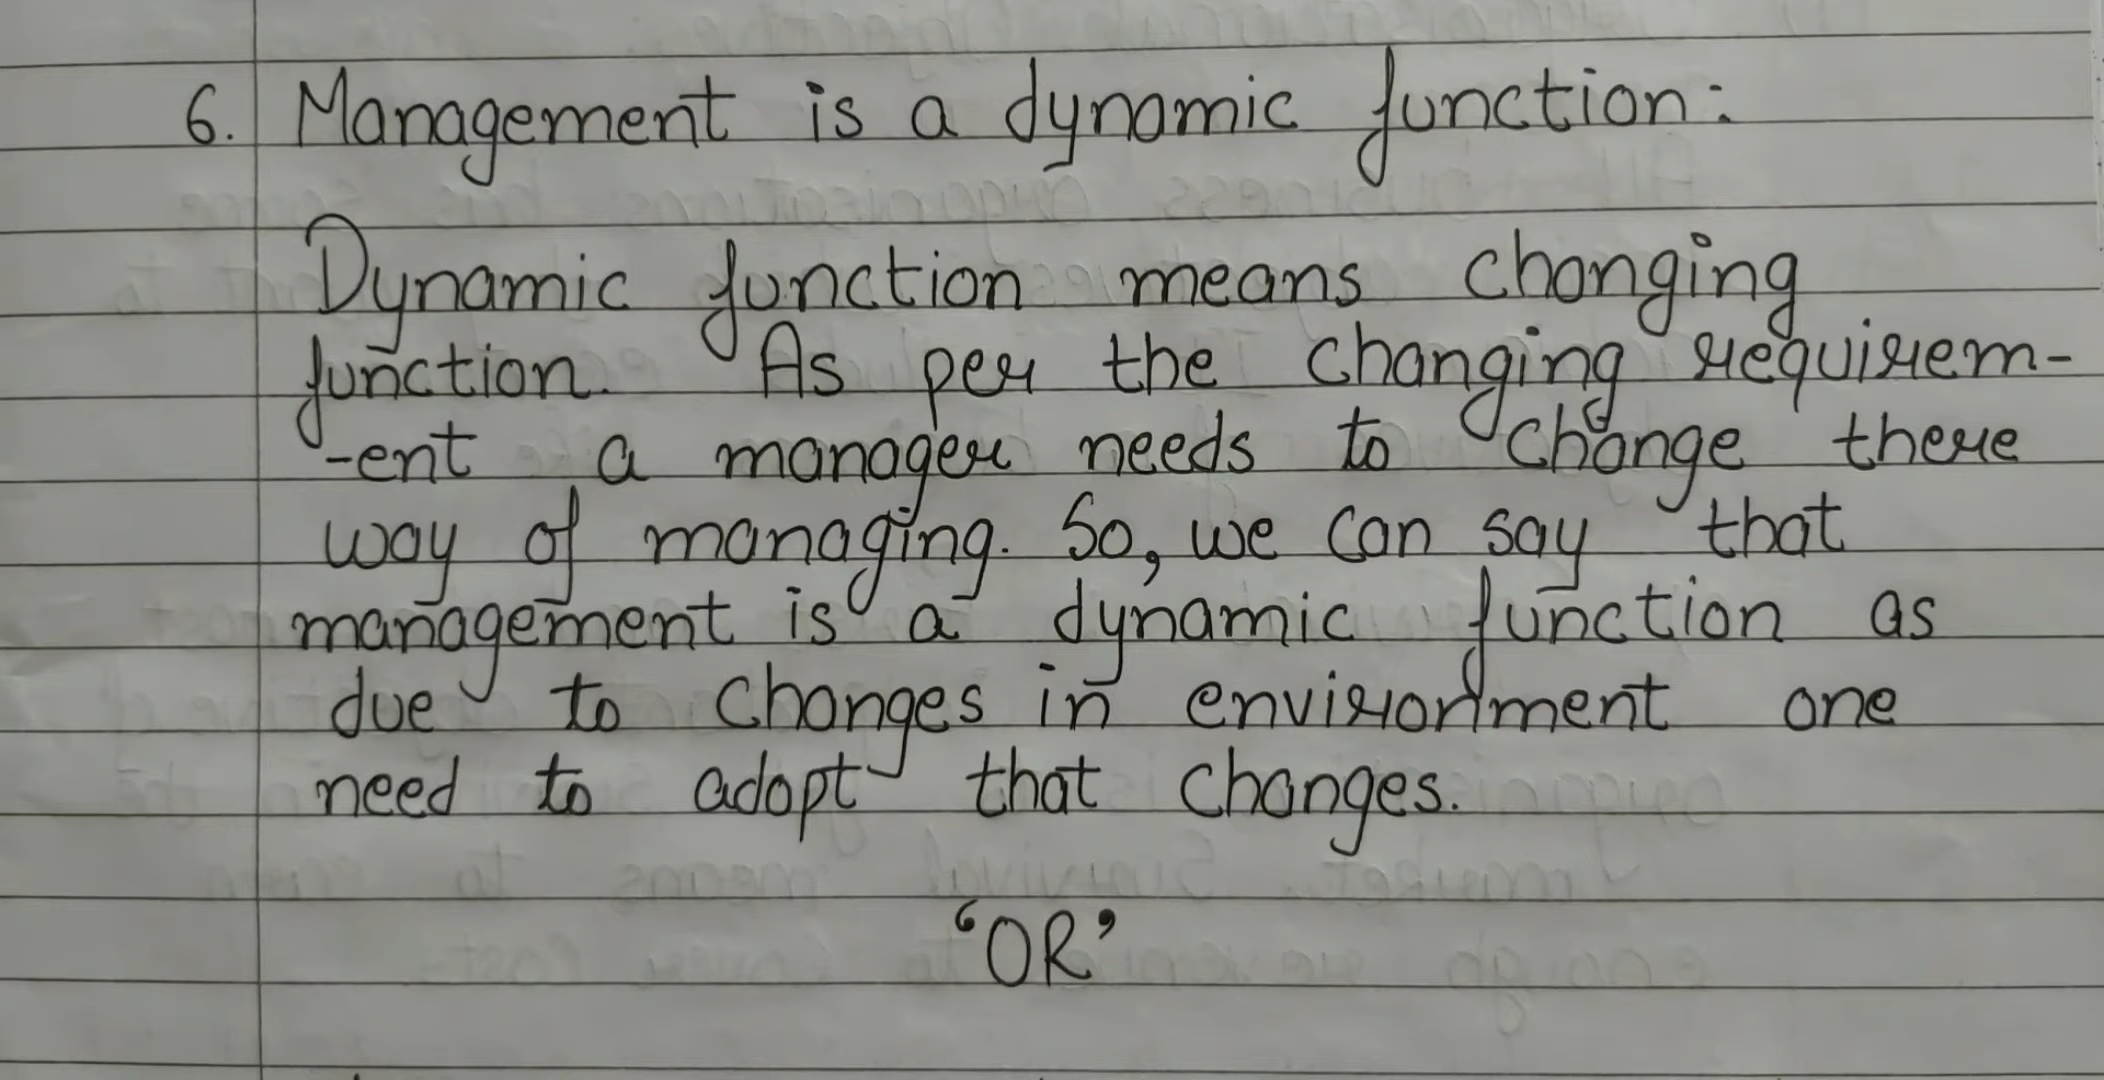 6. Management is a dynamic function:
Dynamic function means changing
function. As per the changing requirem-
-ent a manager needs to change there
way of managing. So, we can say that
management is a dynamic function as
due to changes in environment one
need to adopt that changes.
'OR'